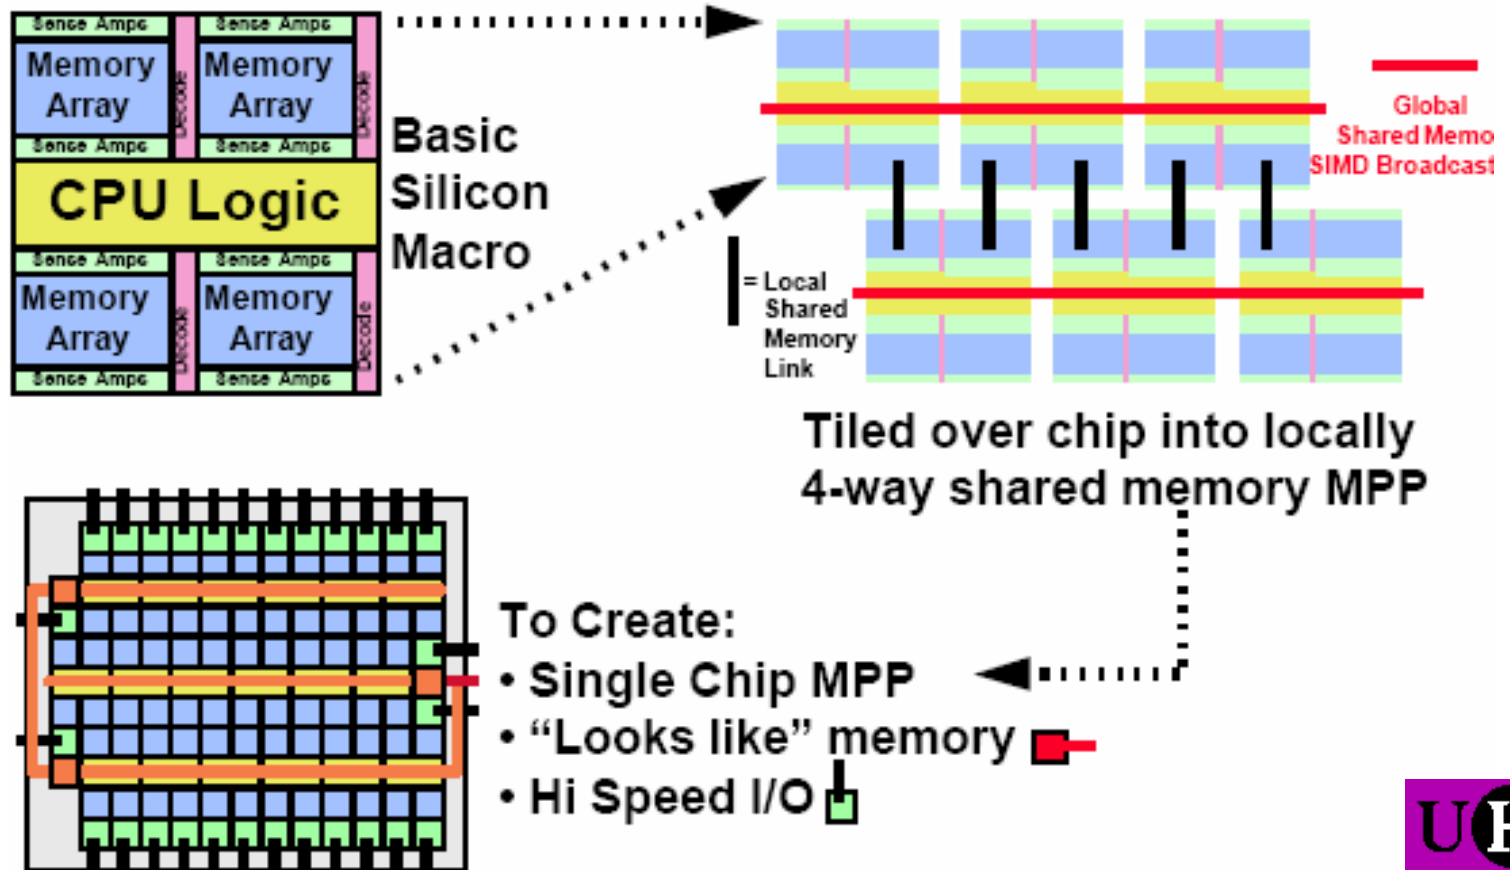 Sense Amps Sense Amps
Memory Array Decode Memory Array Decode
Sense Amps Sense Amps
CPU Logic
Sense Amps Sense Amps
Memory Array Decode Memory Array Decode
Sense Amps Sense Amps
Basic
Silicon
Macro
Global
Shared Memo
SIMD Broadcast
= Local
Shared
Memory
Link
Tiled over chip into locally
4-way shared memory MPP
To Create:
• Single Chip MPP
• “Looks like” memory
• Hi Speed I/O
U